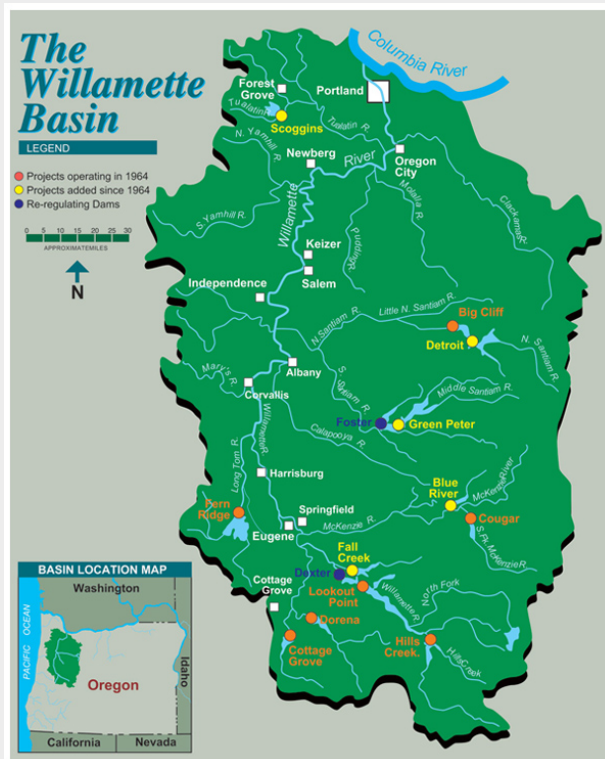 The
Willamette
Basin
LEGEND
Projects operating in 1964
Projects added since 1964
Re-regulating Dams
0 5 10 15 20 25 30
APPROXIMATEMILES
N
Columbia River
Forest
Grove
Portland
Tualatin R.
Scoggins
Tualatin R.
N. Yamhill R.
Newberg
River
Oregon
City
Willamette
Molalla R.
Clackamas R.
S. Yamhill R.
Pudding R.
Keizer
Salem
Independence
Little N. Santiam R.
Big Cliff
N. Santiam R.
Detroit
N. Santiam R.
Albany
Mary's R.
S. Santiam R.
Corvallis
Middle Santiam R.
Willamette R.
Foster
Green Peter
Calapooya R.
Long Tom R.
Harrisburg
Blue
River
McKenzie River
Fern
Ridge
Springfield
McKenzie R.
Cougar
Eugene
S. Fk. McKenzie R.
Fall
Creek
Dexter
Cottage
Grove
Lookout
Point
Willamette R.
North Fork
Dorena
Cottage
Grove
Hills
Creek.
Hills Creek
BASIN LOCATION MAP
Washington
PACIFIC OCEAN
Idaho
Oregon
California
Nevada